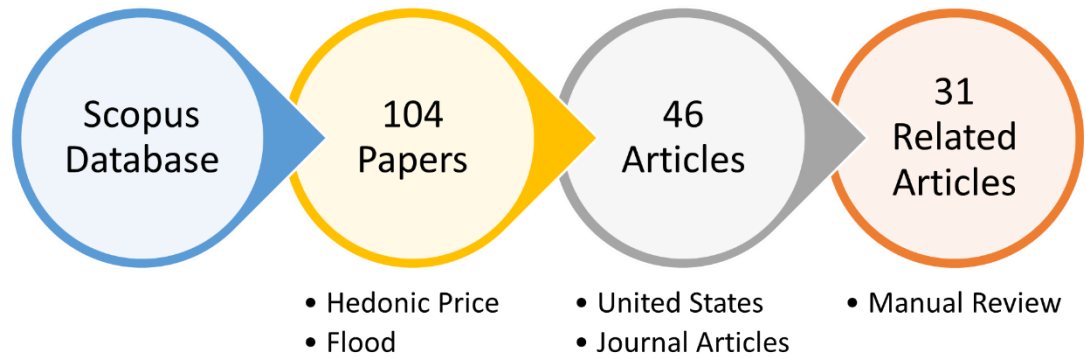 Scopus
Database
104
Papers
46
Articles
31
Related
Articles
• Hedonic Price
• Flood
• United States
• Journal Articles
• Manual Review